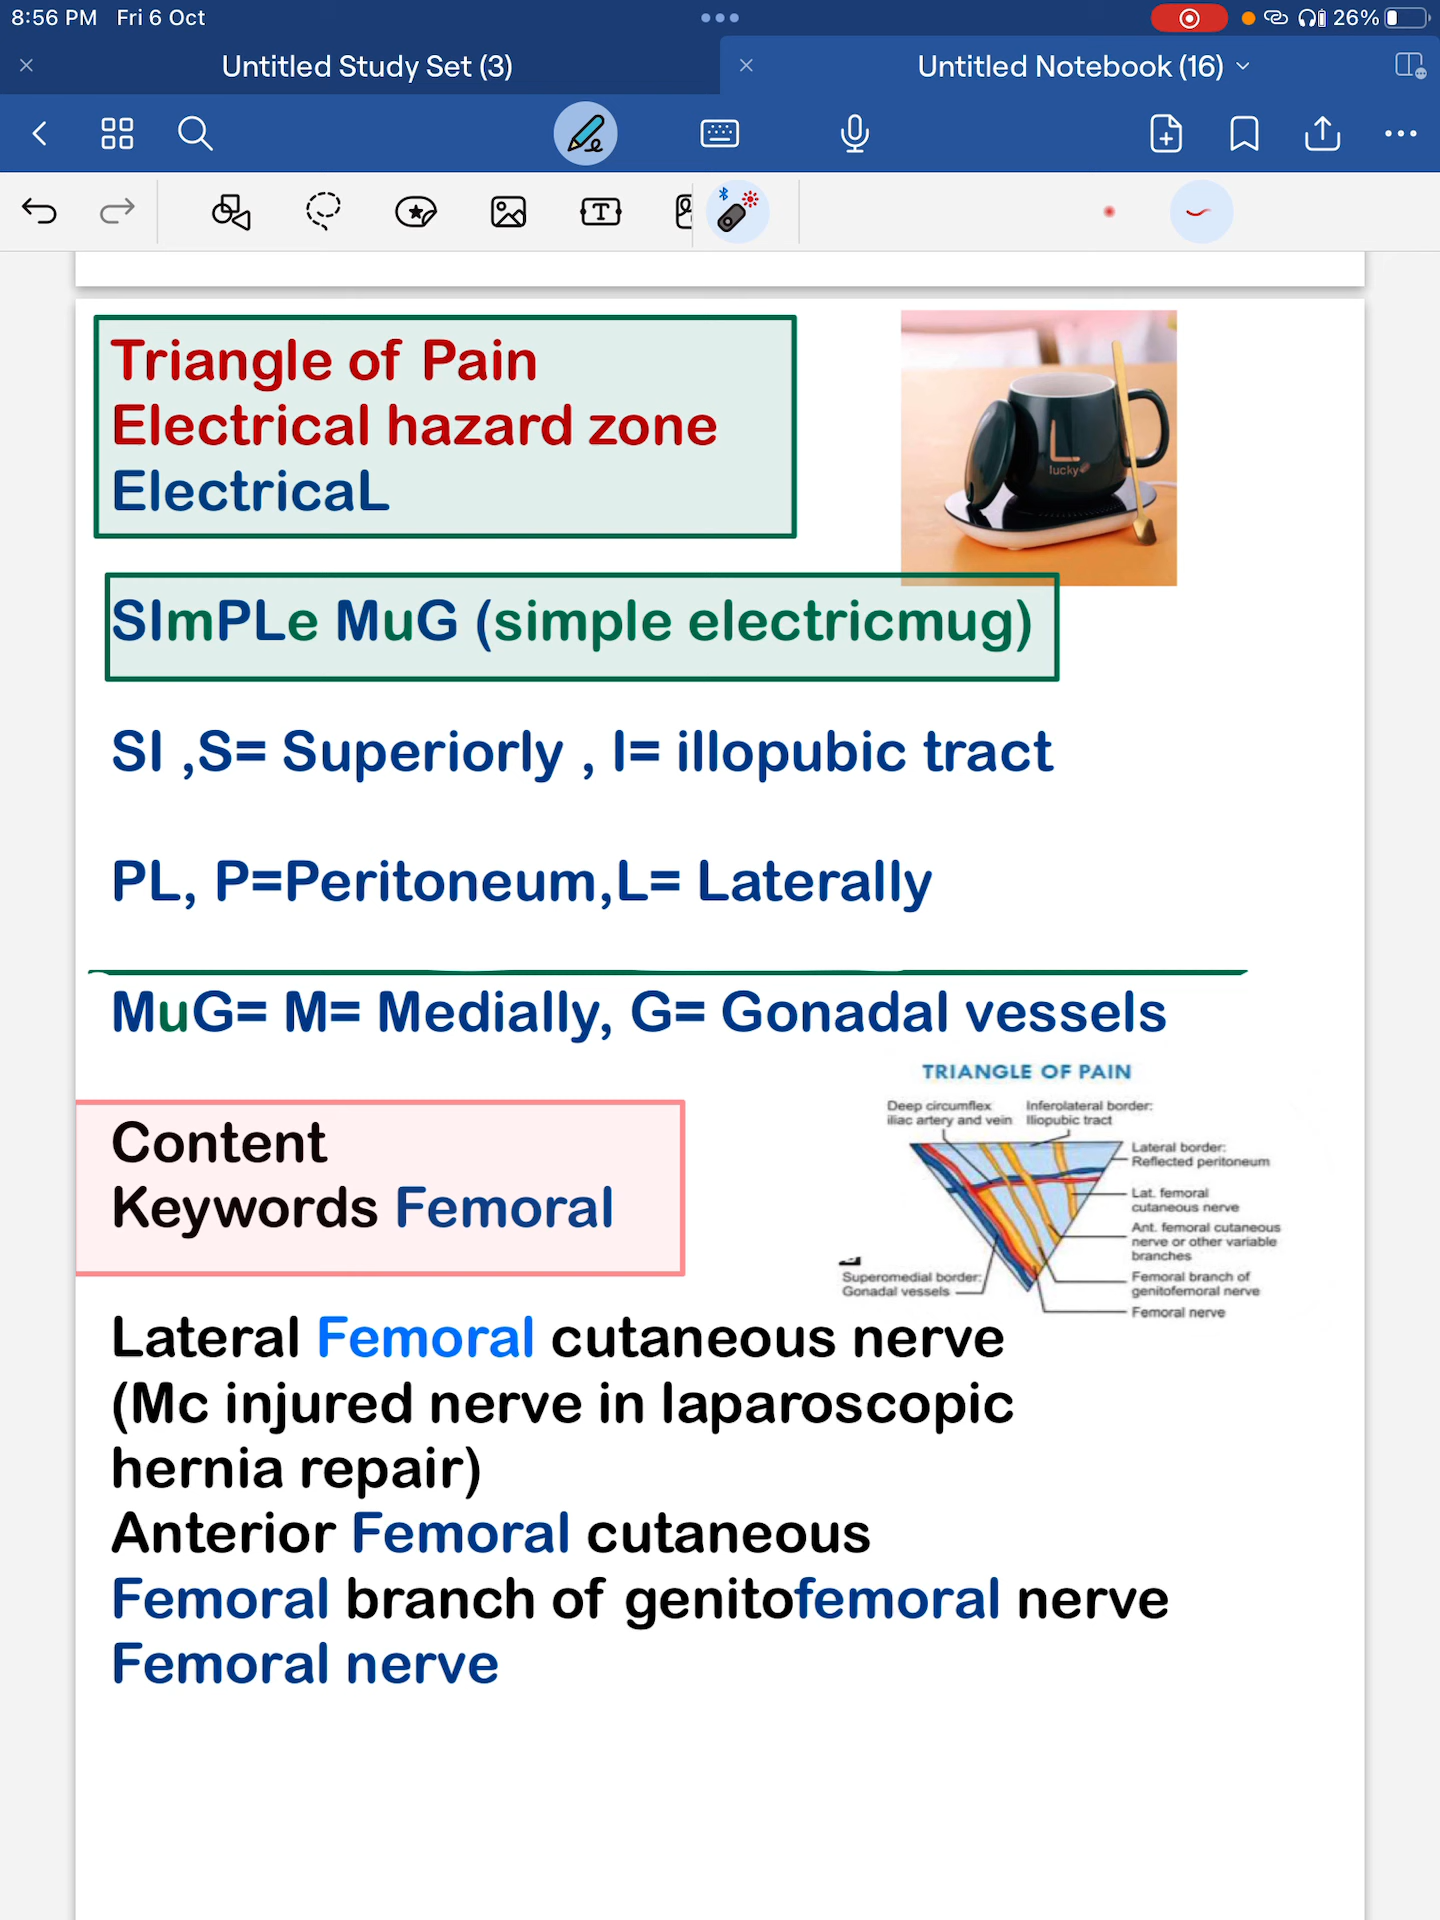 8:56 PM Fri 6 Oct
26%
Untitled Study Set (3)
Untitled Notebook (16)
Triangle of Pain
Electrical hazard zone
ElectricaL
L
lucky
SImPLe MuG (simple electricmug)
SI ,S= Superiorly , I= illopubic tract
PL, P=Peritoneum,L= Laterally
MuG= M= Medially, G= Gonadal vessels
TRIANGLE OF PAIN
Deep circumflex
iliac artery and vein
Inferolateral border:
Iliopubic tract
Lateral border:
Reflected peritoneum
Lat. femoral
cutaneous nerve
Ant. femoral cutaneous
nerve or other variable
branches
Femoral branch of
genitofemoral nerve
Femoral nerve
Superomedial border:
Gonadal vessels
Content
Keywords Femoral
Lateral Femoral cutaneous nerve
(Mc injured nerve in laparoscopic
hernia repair)
Anterior Femoral cutaneous
Femoral branch of genitofemoral nerve
Femoral nerve